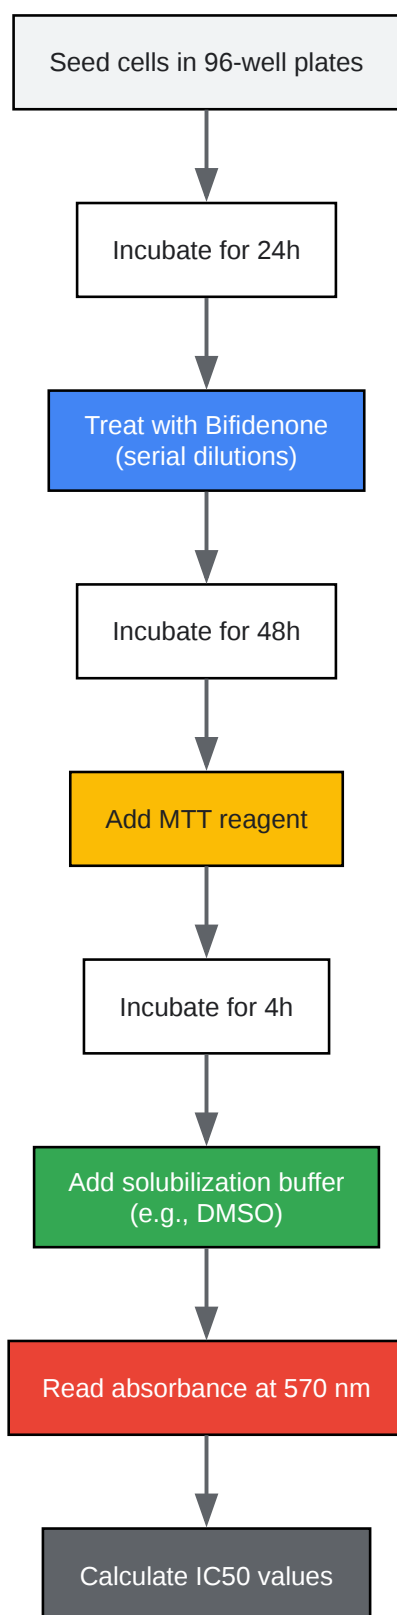 Seed cells in 96-well plates
Incubate for 24h
Treat with Bifidenone
(serial dilutions)
Incubate for 48h
Add MTT reagent
Incubate for 4h
Add solubilization buffer
(e.g., DMSO)
Read absorbance at 570 nm
Calculate IC50 values